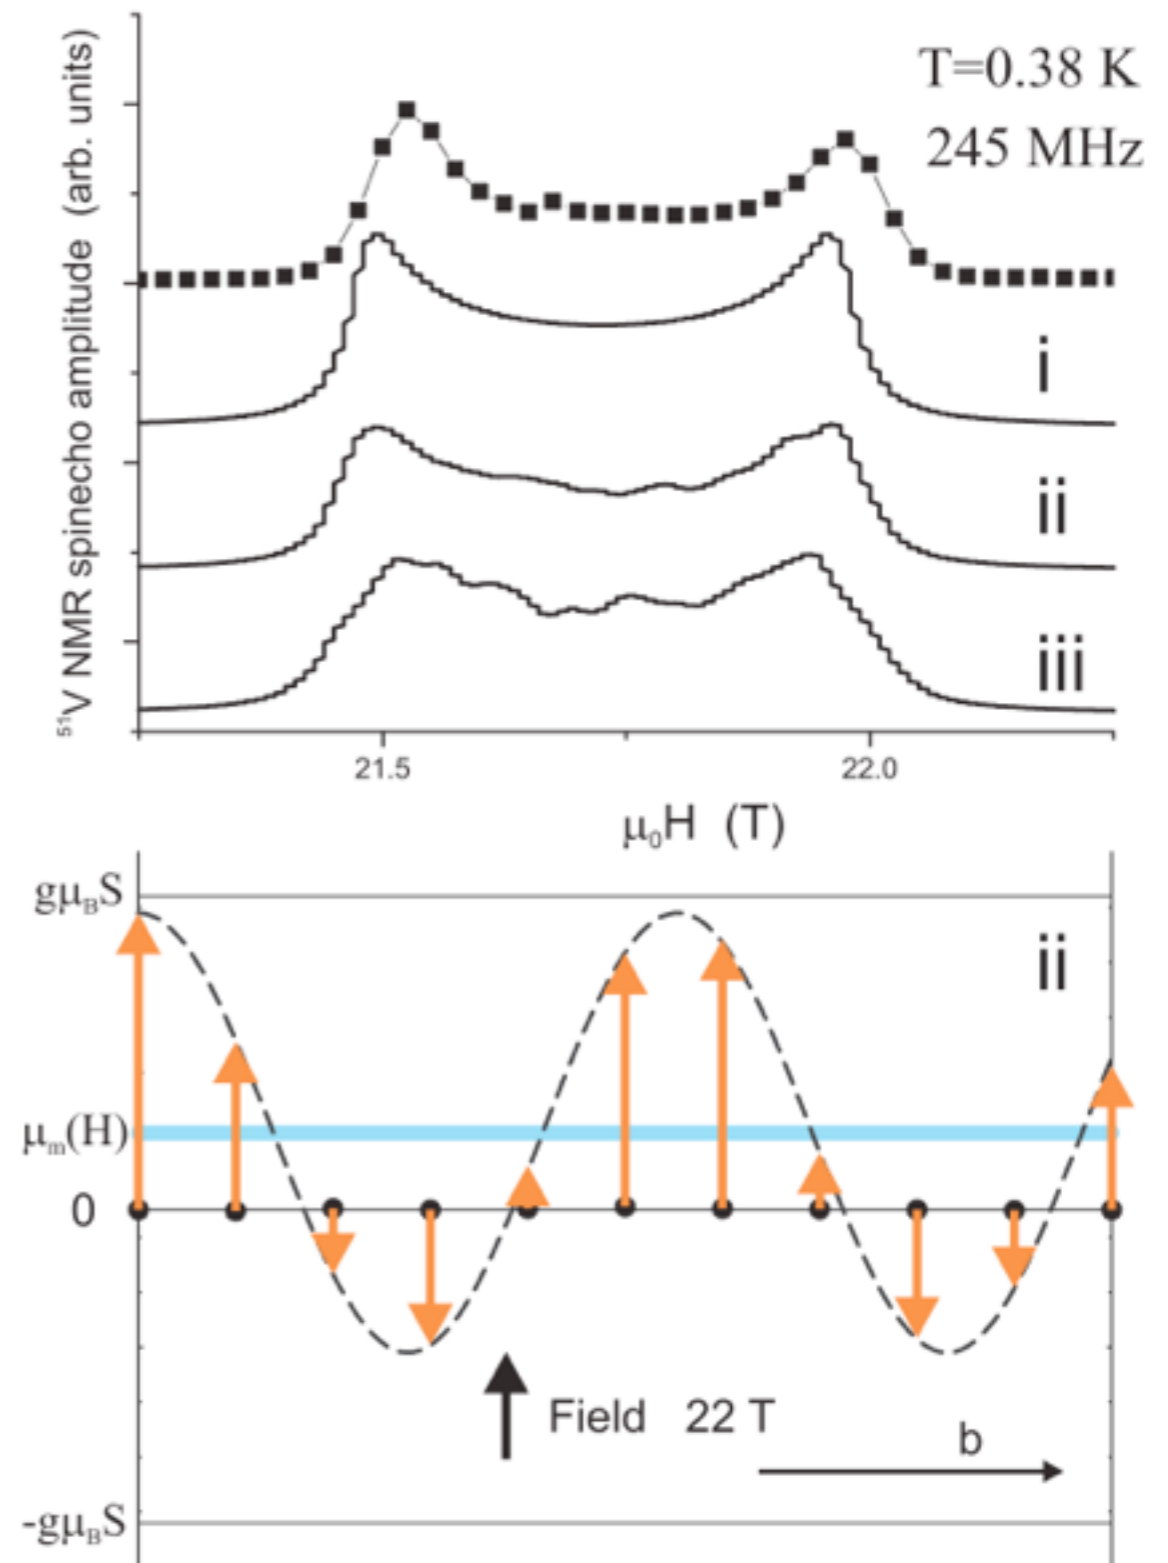 T=0.38 K
245 MHz
⁵¹V NMR spinecho amplitude (arb. units)
i
ii
iii
21.5
22.0
μ₀H (T)
gμ_BS
ii
μₘ(H)
0
Field 22 T
b
-gμ_BS